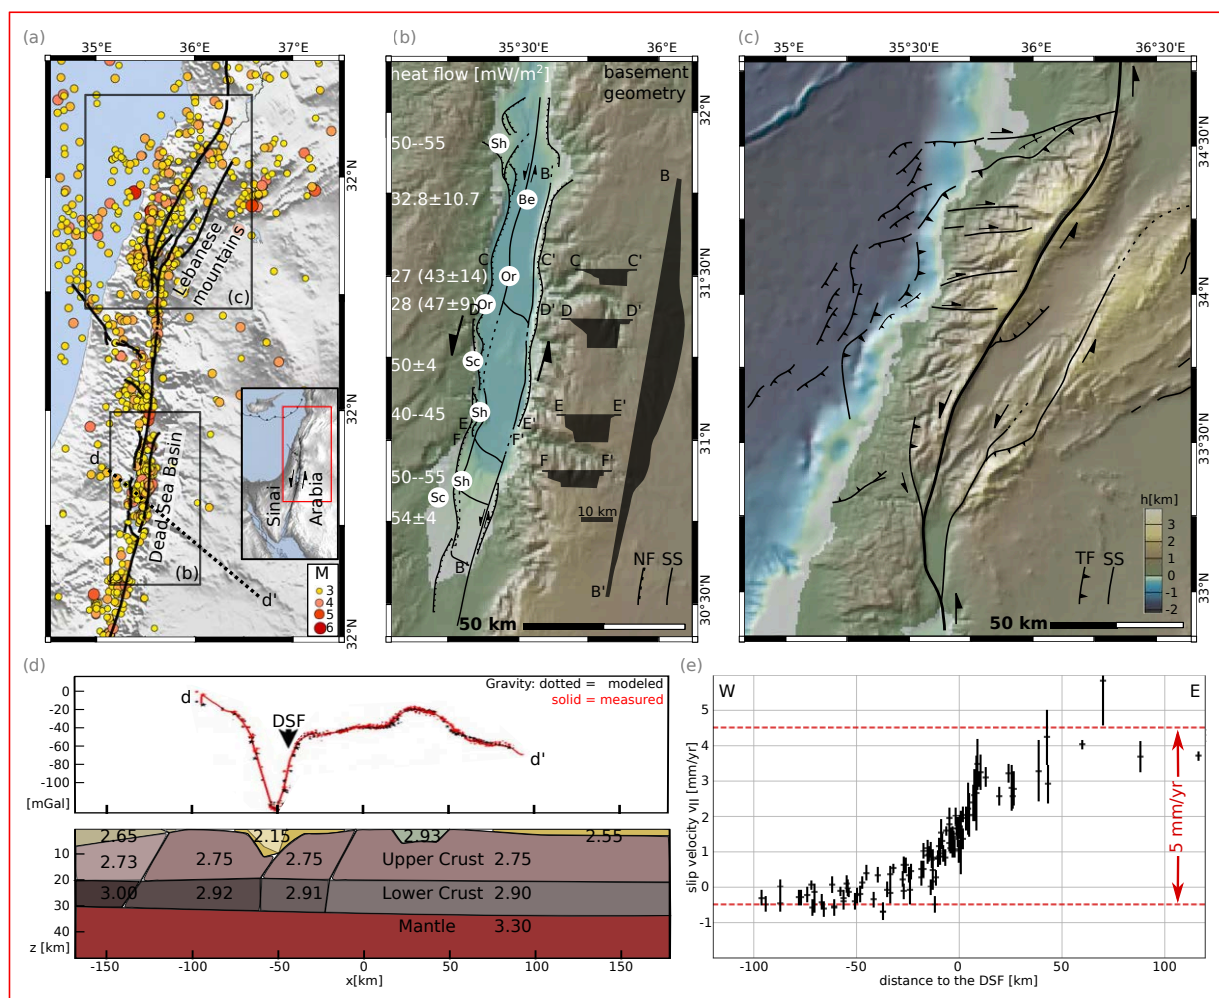 (a)
35°E
36°E
37°E
32°N
32°N
32°N
Lebanese
mountains
(c)
d
Dead Sea Basin
(b)
d'
Sinai
Arabia
M
3
4
5
6
(b)
35°30'E
36°E
heat flow [mW/m²]
basement
geometry
32°N
31°30'N
31°N
30°30'N
50--55
32.8±10.7
27 (43±14)
28 (47±9)
50±4
40--45
50--55
54±4
Sh
Be
Or
Or
Sc
Sh
Sh
Sc
B
C
C'
D
D'
E
E'
F
F'
B'
B
C
C'
D
D'
E
E'
F
F'
10 km
B'
NF
SS
50 km
(c)
35°E
35°30'E
36°E
36°30'E
34°30'N
34°N
33°30'N
33°N
h[km]
3
2
1
0
-1
-2
TF
SS
50 km
(d)
0
-20
-40
-60
-80
-100
[mGal]
d
DSF
d'
Gravity: dotted = modeled
solid = measured
2.65
2.15
2.93
2.55
2.73
2.75
2.75
Upper Crust 2.75
3.00
2.92
2.91
Lower Crust 2.90
Mantle 3.30
10
20
30
40
z [km]
-150
-100
-50
0
50
100
150
x[km]
(e)
W
E
5
4
3
2
1
0
-1
slip velocity v|| [mm/yr]
5 mm/yr
-100
-50
0
50
100
distance to the DSF [km]